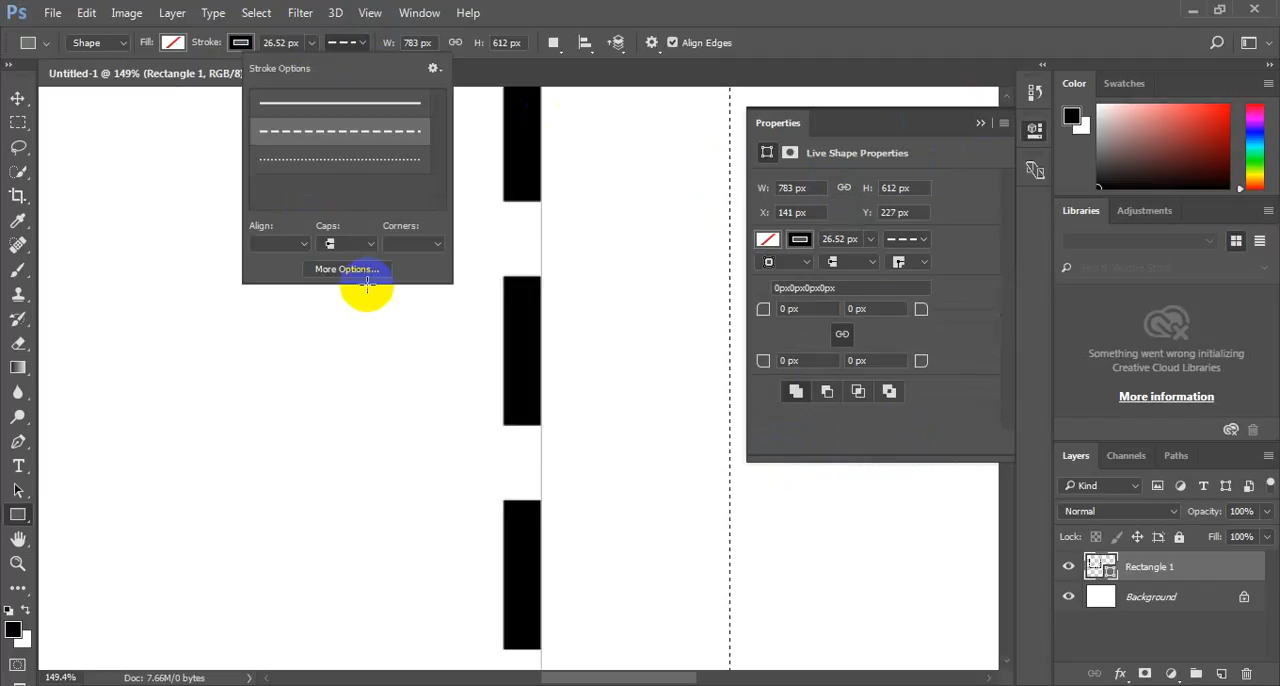 Ps File Edit Image Layer Type Select Filter 3D View Window Help
Shape Fill: Stroke: 26.52 px W: 783 px H: 612 px Align Edges
Untitled-1 @ 149% (Rectangle 1, RGB/8)
Stroke Options
Align: Caps: Corners:
More Options...
Properties
Live Shape Properties
W: 783 px H: 612 px
X: 141 px Y: 227 px
26.52 px
0px0px0px0px
0 px 0 px
0 px 0 px
Color Swatches
Libraries Adjustments
Something went wrong initializing
Creative Cloud Libraries
More information
Layers Channels Paths
Kind
Normal Opacity: 100%
Lock: Fill: 100%
Rectangle 1
Background
149.4% Doc: 7.66M/0 bytes